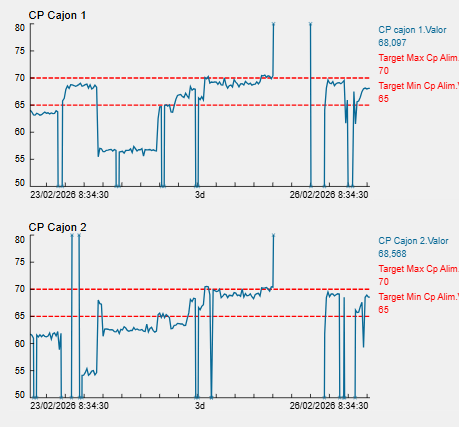 CP Cajon 1
80
75
70
65
60
55
50
23/02/2026 8:34:30
3d
26/02/2026 8:34:30
CP cajon 1.Valor
68,097
Target Max Cp Alim.
70
Target Min Cp Alim.
65
CP Cajon 2
80
75
70
65
60
55
50
23/02/2026 8:34:30
3d
26/02/2026 8:34:30
CP Cajon 2.Valor
68,568
Target Max Cp Alim.
70
Target Min Cp Alim.
65